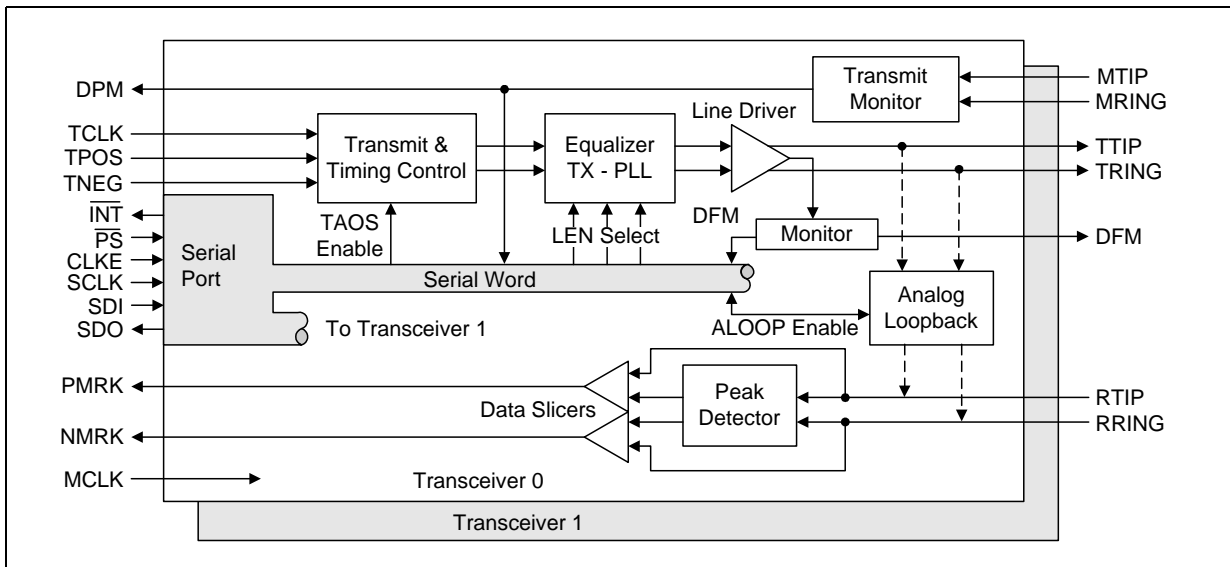 DPM
TCLK
TPOS
TNEG
INT
PS
CLKE
SCLK
SDI
SDO
PMRK
NMRK
MCLK
Serial
Port
Transmit &
Timing Control
TAOS
Enable
Equalizer
TX - PLL
LEN Select
Line Driver
Transmit
Monitor
DFM
Monitor
Serial Word
To Transceiver 1
ALOOP Enable
Analog
Loopback
Data Slicers
Peak
Detector
Transceiver 0
Transceiver 1
MTIP
MRING
TTIP
TRING
DFM
RTIP
RRING